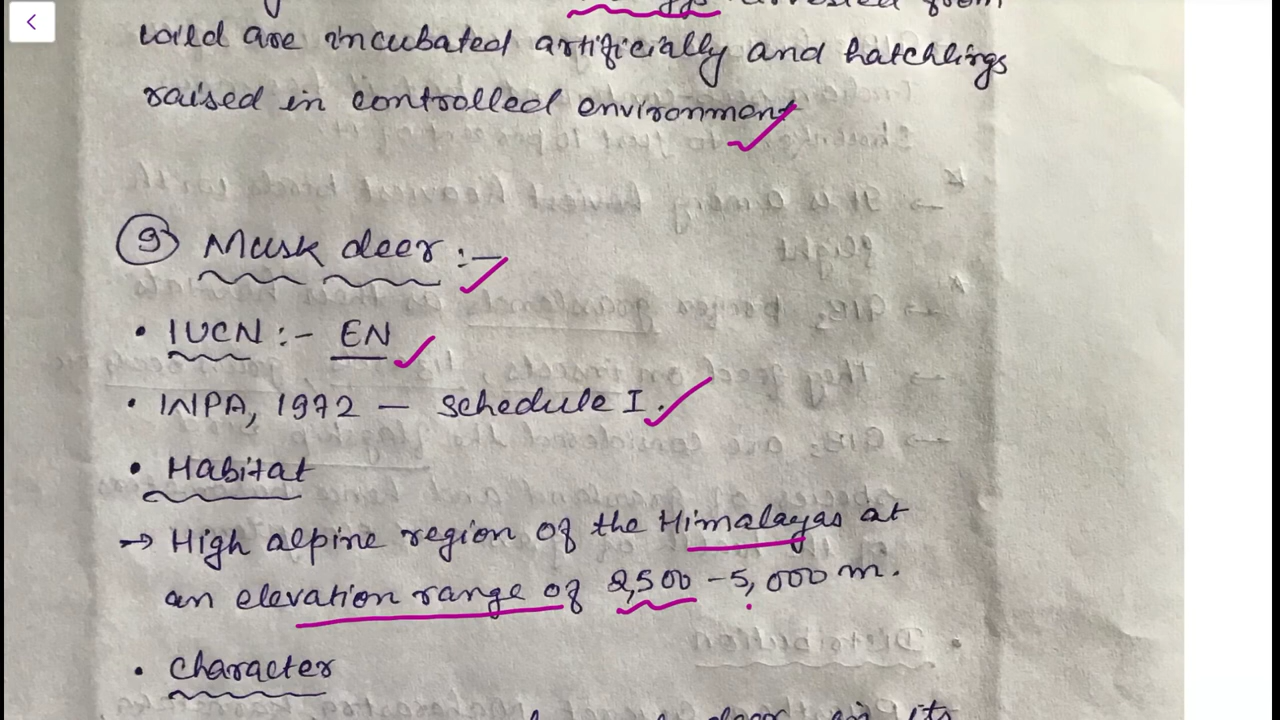 wild are incubated artificially and hatchlings
raised in controlled environment
9 Musk deer :-
• IUCN :- EN
• WPA, 1972 — Schedule I.
• Habitat
→ High alpine region of the Himalayas at
an elevation range of 2,500 - 5,000 m.
• Character